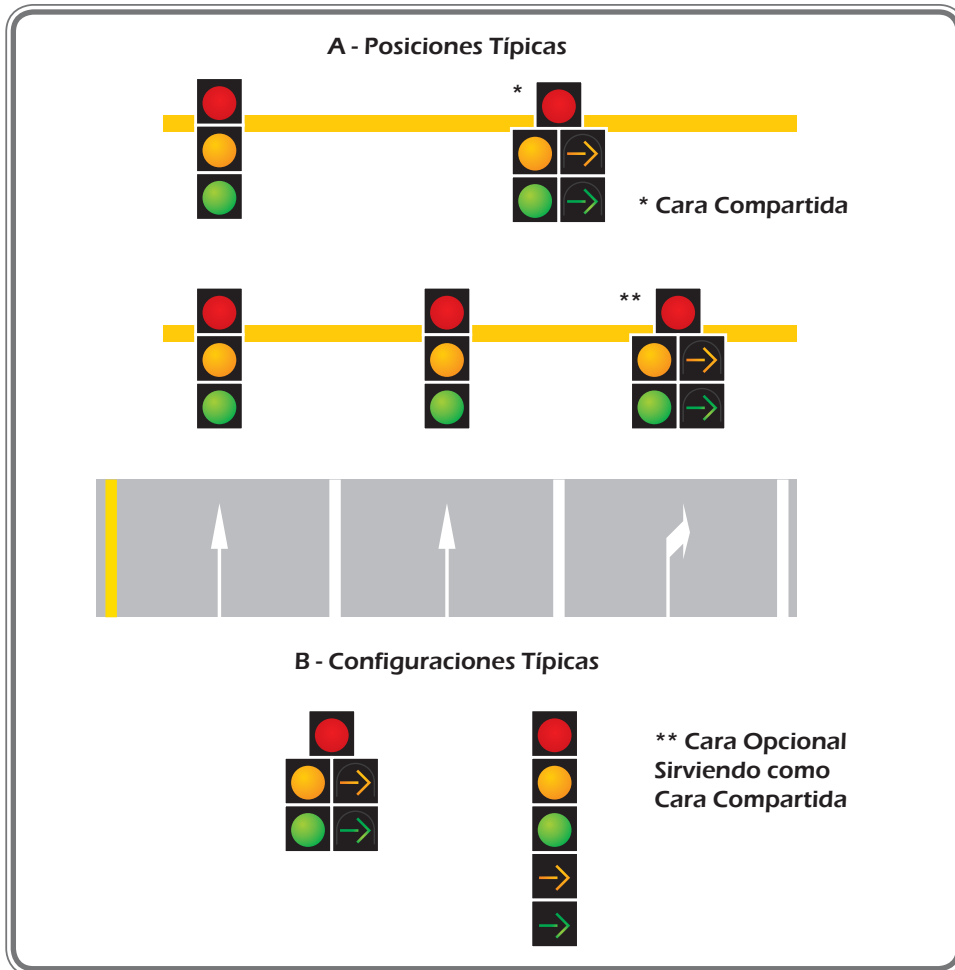 A - Posiciones Típicas
*
* Cara Compartida
**
B - Configuraciones Típicas
** Cara Opcional
Sirviendo como
Cara Compartida